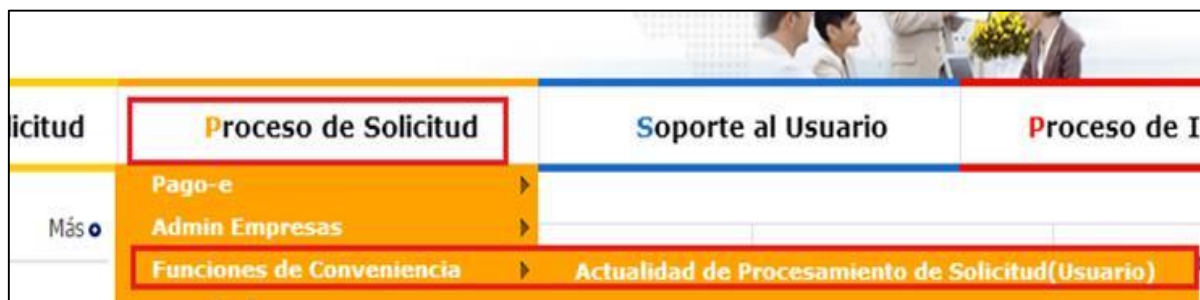 licitud
Proceso de Solicitud
Soporte al Usuario
Proceso de I
Pago-e
Más
Admin Empresas
Funciones de Conveniencia
Actualidad de Procesamiento de Solicitud(Usuario)